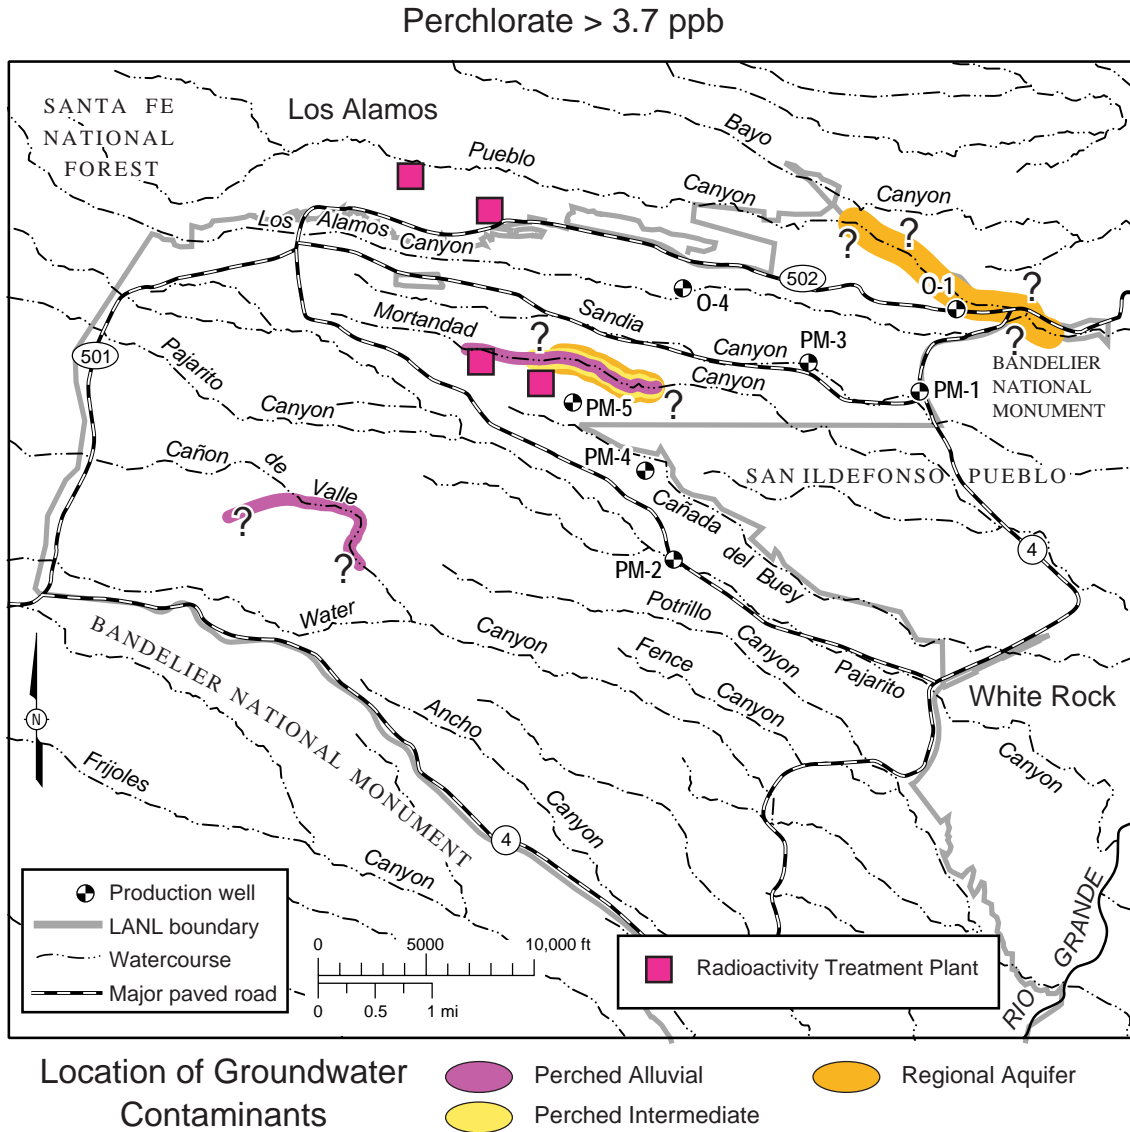 Perchlorate > 3.7 ppb
SANTA FE
NATIONAL
FOREST
Los Alamos
Bayo
Pueblo
Canyon
Canyon
Los Alamos Canyon
?
?
502
O-1
?
O-4
Sandia
Mortandad
?
Canyon
PM-3
?
501
Pajarito
BANDELIER
NATIONAL
MONUMENT
Canyon
PM-1
PM-5
?
Canyon
Cañon
de
Valle
PM-4
SAN ILDEFONSO PUEBLO
?
Cañada
del Buey
4
?
PM-2
Water
Potrillo
Canyon
Canyon
BANDELIER NATIONAL MONUMENT
Fence
Canyon
Pajarito
White Rock
N
Ancho
Canyon
Canyon
Frijoles
Canyon
4
RIO GRANDE
Production well
LANL boundary
Watercourse
Major paved road
0 5000 10,000 ft
0 0.5 1 mi
Radioactivity Treatment Plant
Location of Groundwater
Contaminants
Perched Alluvial
Regional Aquifer
Perched Intermediate